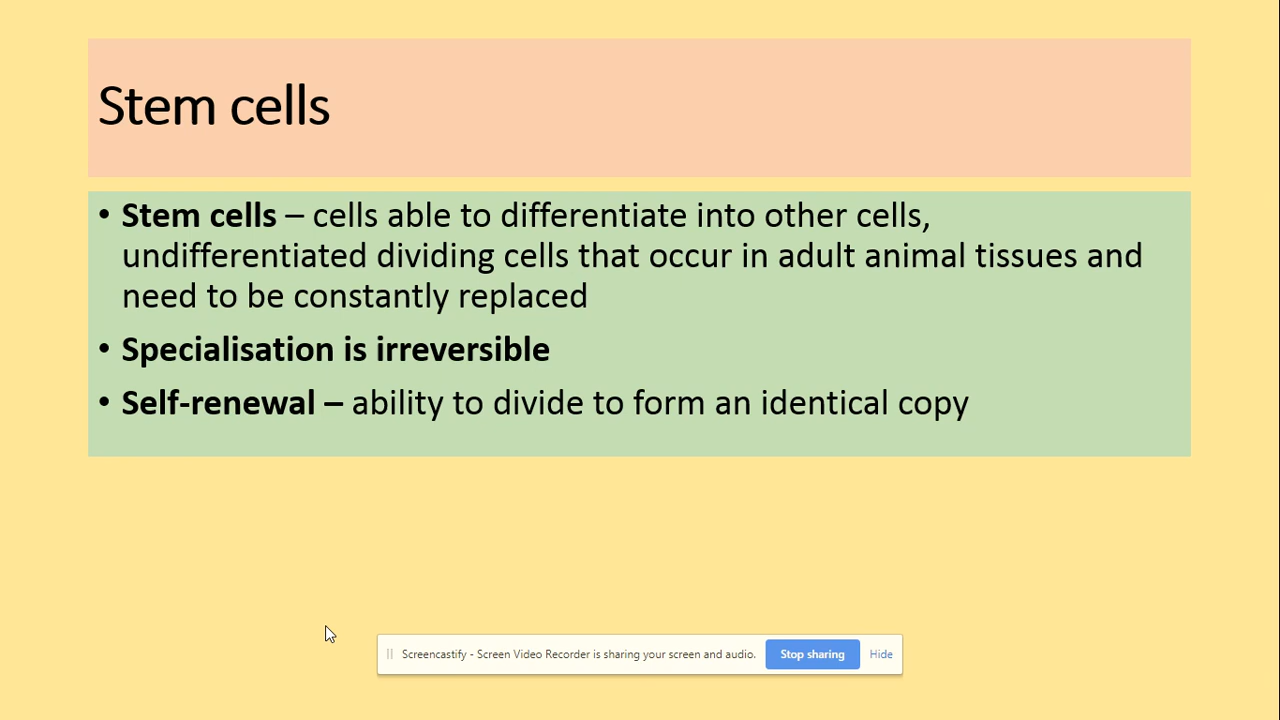 Stem cells
• Stem cells – cells able to differentiate into other cells,
undifferentiated dividing cells that occur in adult animal tissues and
need to be constantly replaced
• Specialisation is irreversible
• Self-renewal – ability to divide to form an identical copy
Screencastify - Screen Video Recorder is sharing your screen and audio. Stop sharing Hide